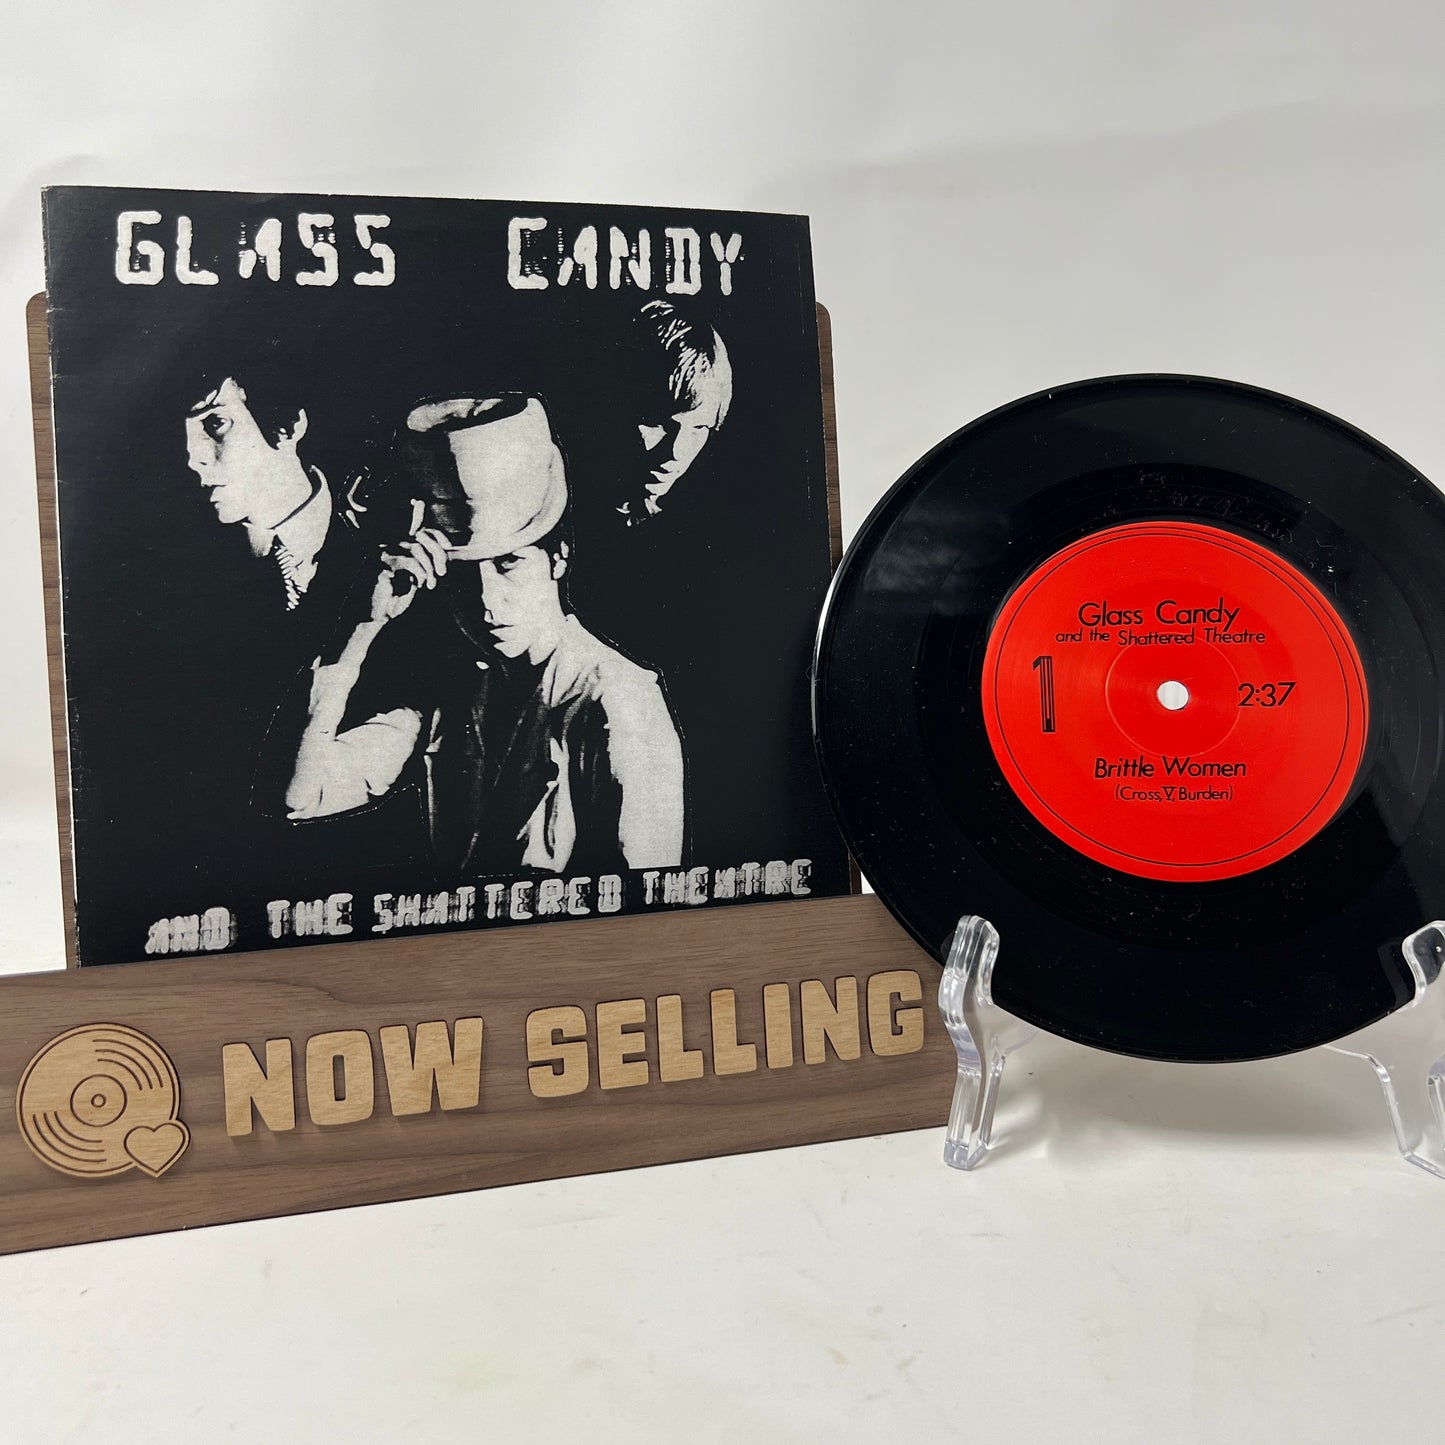 GLASS CANDY
AND THE SHATTERED THEATRE
NOW SELLING
Glass Candy
and the Shattered Theatre
1
2:37
Brittle Women
(Cross, V, Burden)